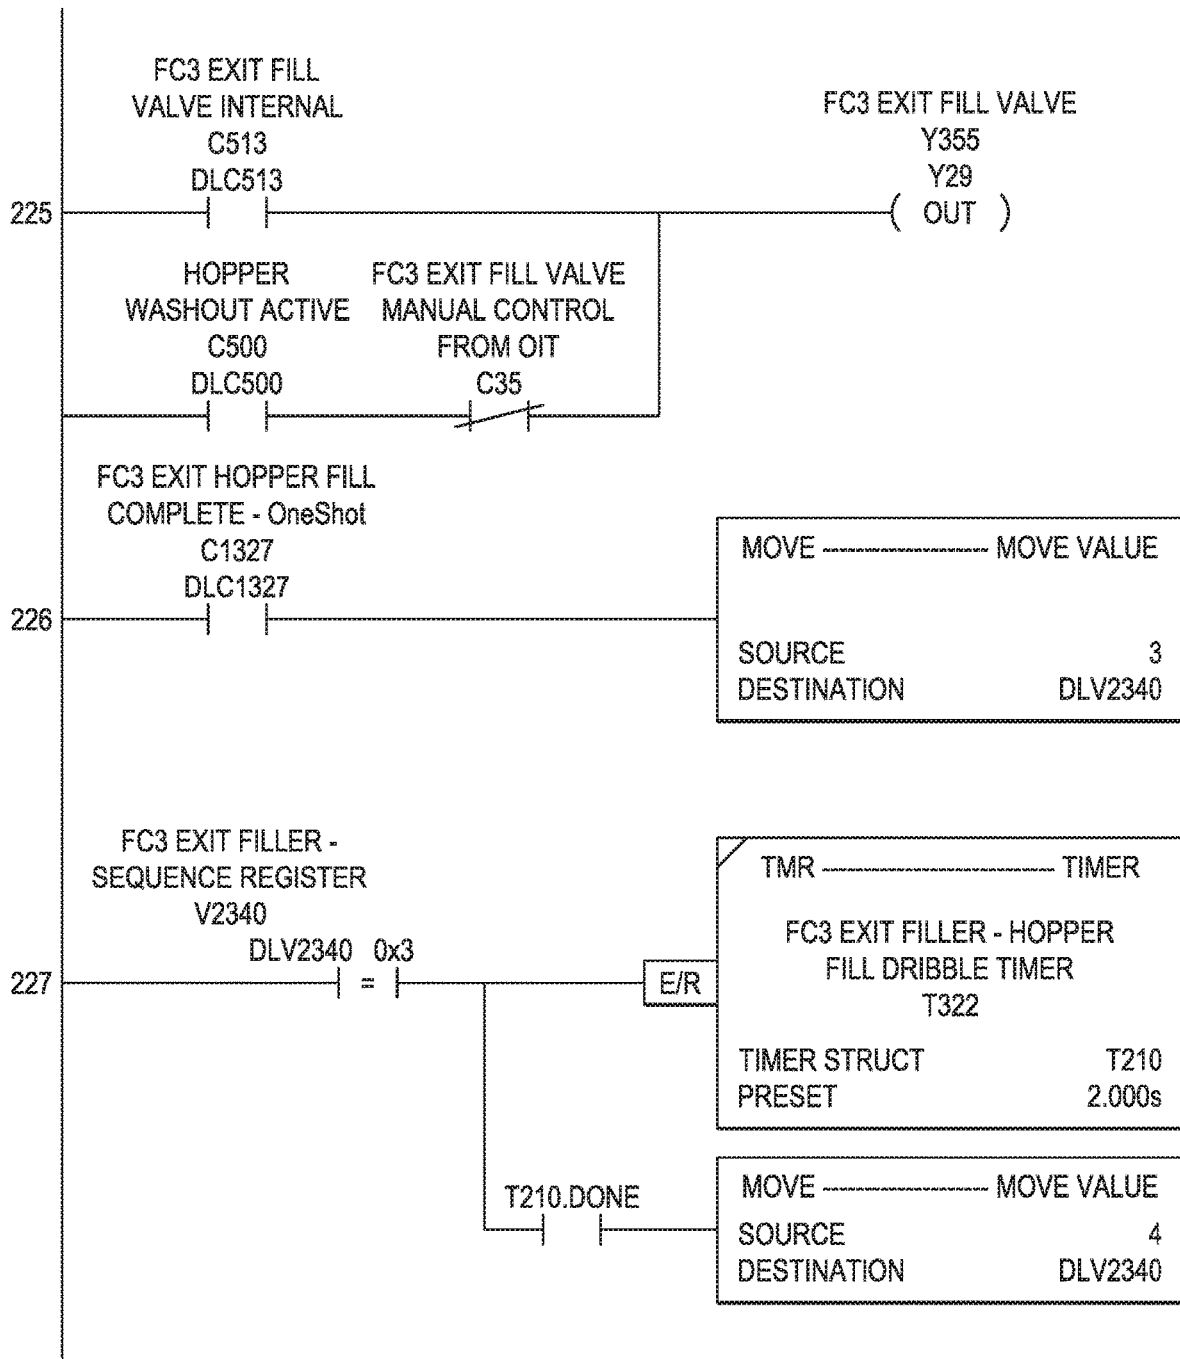 FC3 EXIT FILL
VALVE INTERNAL
C513
DLC513
FC3 EXIT FILL VALVE
Y355
Y29
225
( OUT )
HOPPER
WASHOUT ACTIVE
C500
DLC500
FC3 EXIT FILL VALVE
MANUAL CONTROL
FROM OIT
C35
FC3 EXIT HOPPER FILL
COMPLETE - OneShot
C1327
DLC1327
226
MOVE MOVE VALUE
SOURCE 3
DESTINATION DLV2340
FC3 EXIT FILLER -
SEQUENCE REGISTER
V2340
DLV2340 0x3
227
=
E/R
TMR TIMER
FC3 EXIT FILLER - HOPPER
FILL DRIBBLE TIMER
T322
TIMER STRUCT T210
PRESET 2.000s
T210.DONE
MOVE MOVE VALUE
SOURCE 4
DESTINATION DLV2340